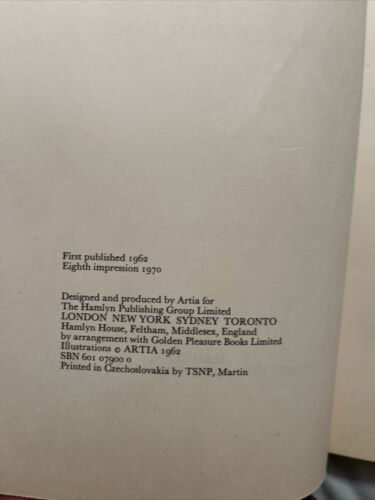 First published 1962
Eighth impression 1970
Designed and produced by Artia for
The Hamlyn Publishing Group Limited
LONDON NEW YORK SYDNEY TORONTO
Hamlyn House, Feltham, Middlesex, England
by arrangement with Golden Pleasure Books Limited
Illustrations © ARTIA 1962
SBN 601 07900 0
Printed in Czechoslovakia by TSNP, Martin